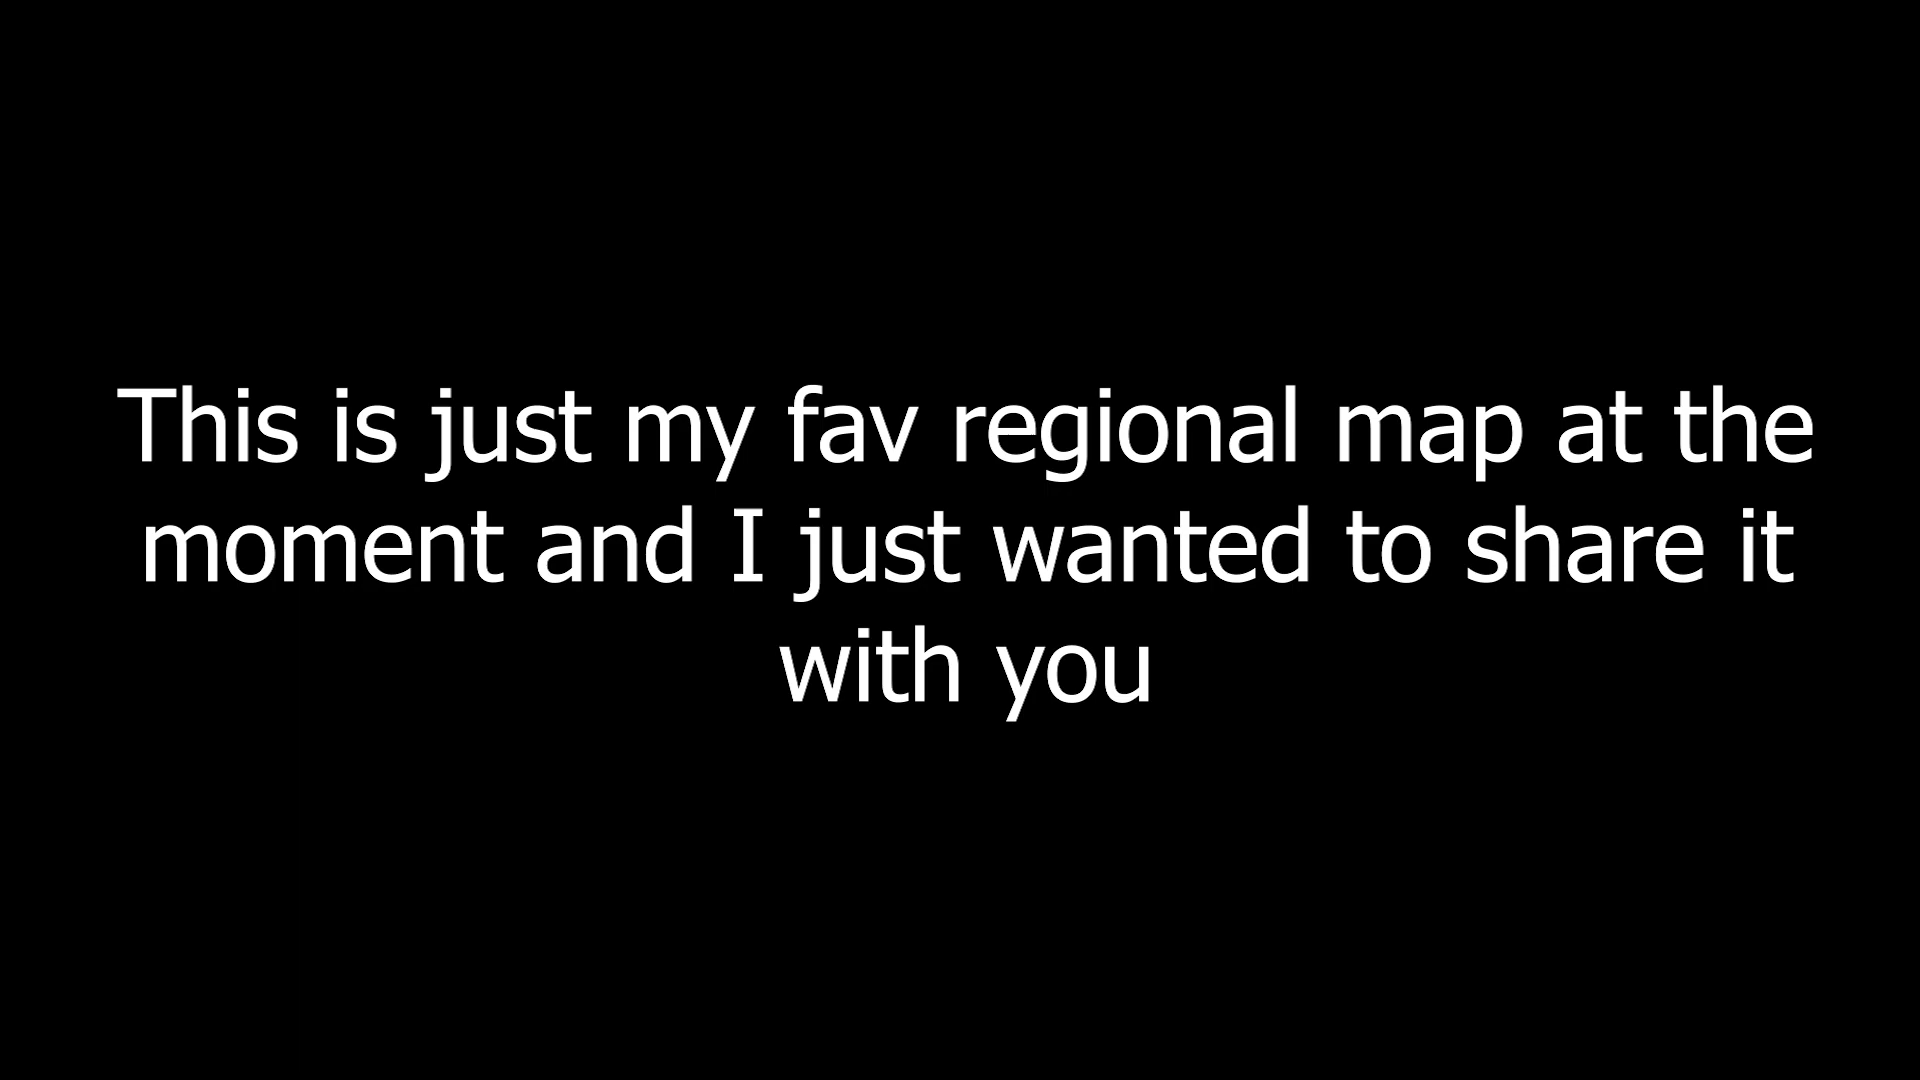 This is just my fav regional map at the
moment and I just wanted to share it
with you